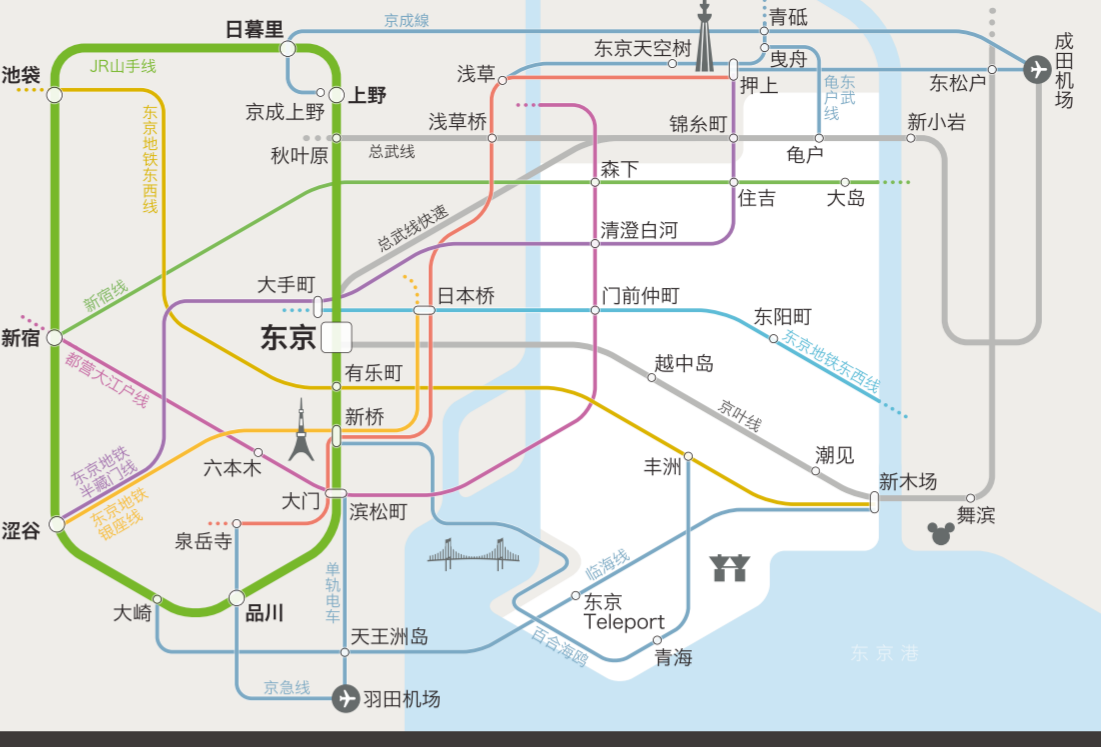 京成線
青砥
日暮里
成田机场
池袋
JR山手线
东京天空树
曳舟
浅草
押上
东松户
京成上野
上野
东武龟户线
东京地铁东西线
浅草桥
锦糸町
新小岩
秋叶原
总武线
龟户
森下
住吉
大岛
总武线快速
清澄白河
大手町
新宿线
日本桥
门前仲町
东阳町
东京
新宿
东京地铁东西线
都营大江户线
有乐町
越中岛
京叶线
新桥
六本木
东京地铁
半藏门线
丰洲
潮见
新木场
大门
滨松町
东京地铁
银座线
涩谷
泉岳寺
舞滨
单轨电车
临海线
大崎
品川
东京
Teleport
天王洲岛
百合海鸥
青海
东京港
京急线
羽田机场